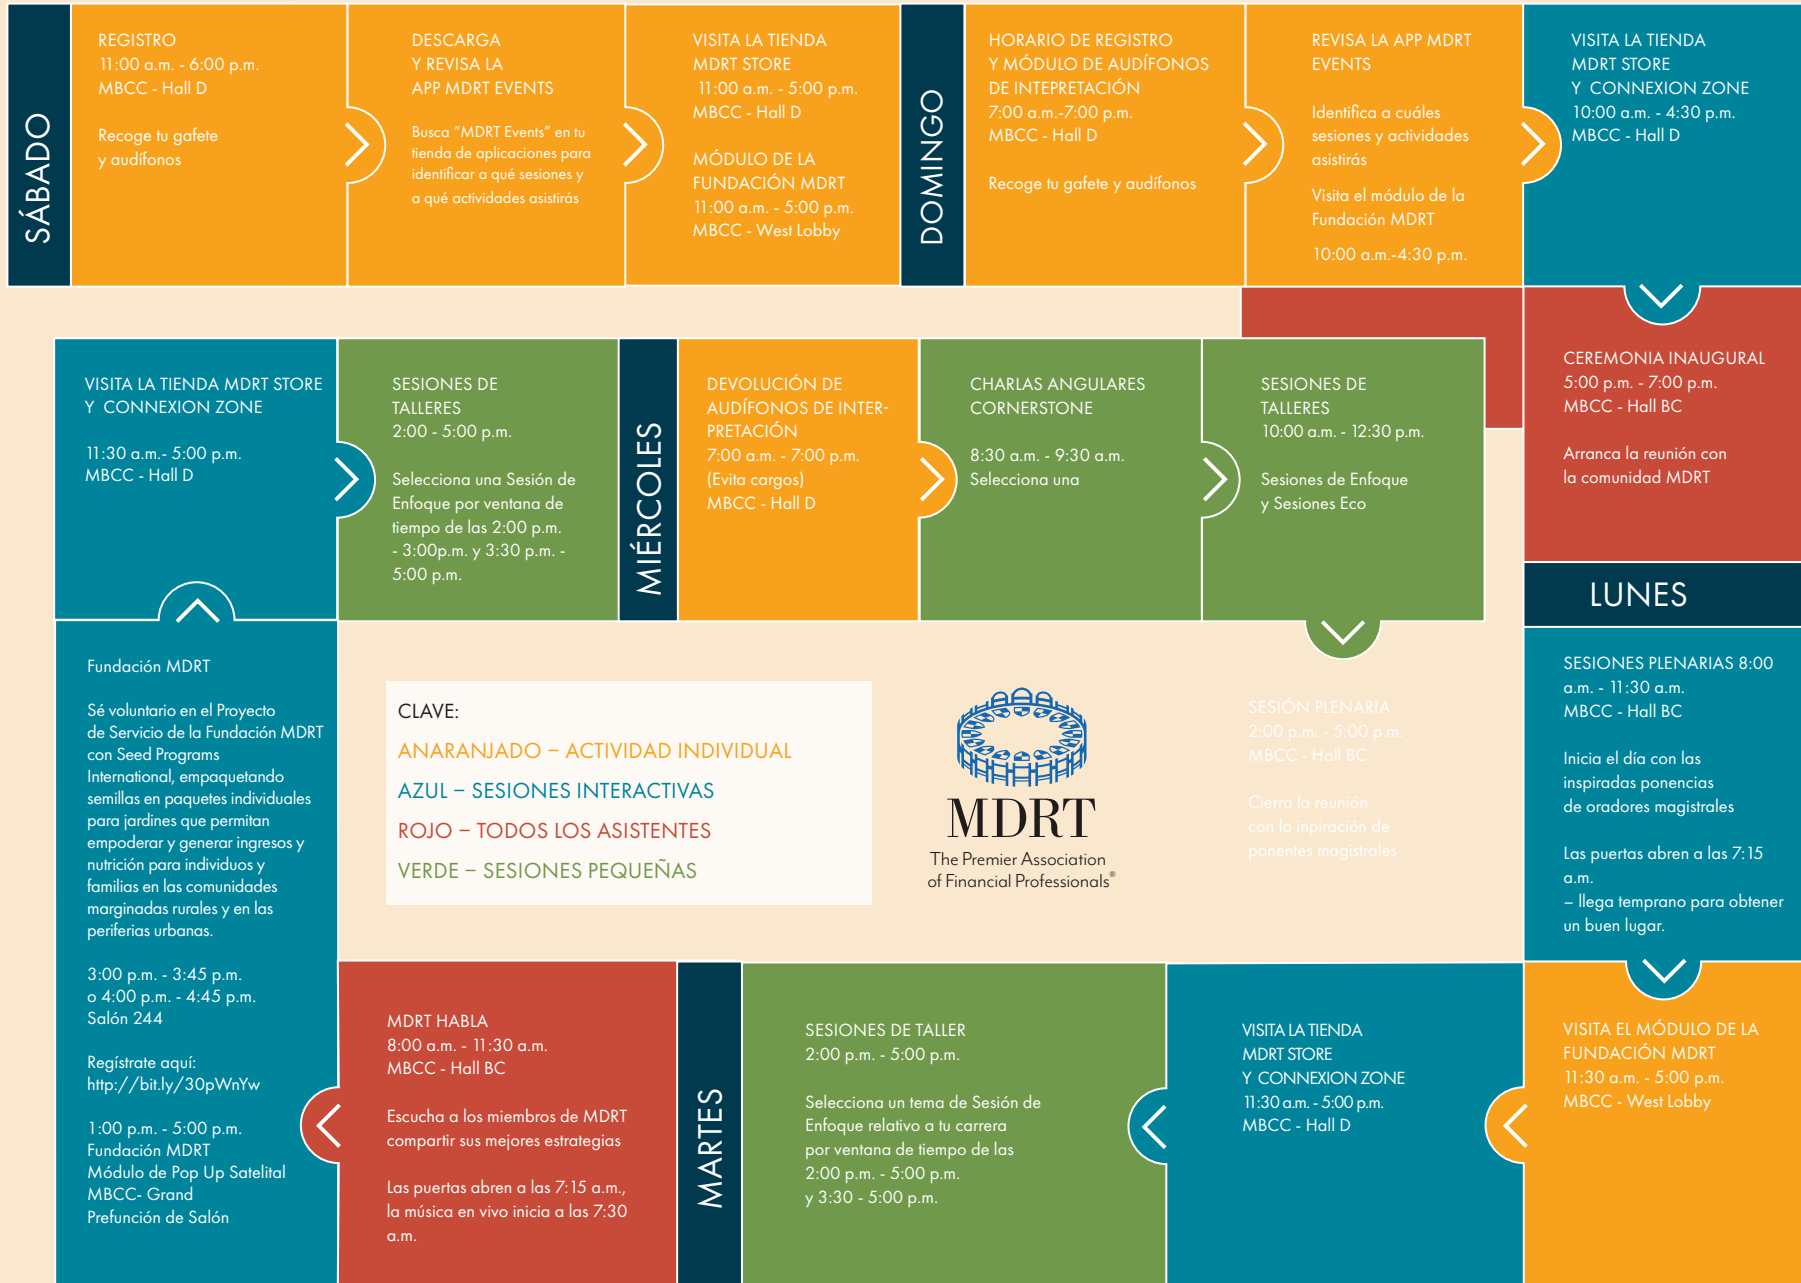 SÁBADO
REGISTRO
11:00 a.m. - 6:00 p.m.
MBCC - Hall D
Recoge tu gafete
y audífonos
DESCARGA
Y REVISA LA
APP MDRT EVENTS
Busca "MDRT Events" en tu
tienda de aplicaciones para
identificar a qué sesiones y
a qué actividades asistirás
VISITA LA TIENDA
MDRT STORE
11:00 a.m. - 5:00 p.m.
MBCC - Hall D
MÓDULO DE LA
FUNDACIÓN MDRT
11:00 a.m. - 5:00 p.m.
MBCC - West Lobby
DOMINGO
HORARIO DE REGISTRO
Y MÓDULO DE AUDÍFONOS
DE INTEPRETACIÓN
7:00 a.m.-7:00 p.m.
MBCC - Hall D
Recoge tu gafete y audífonos
REVISA LA APP MDRT
EVENTS
Identifica a cuáles
sesiones y actividades
asistirás
Visita el módulo de la
Fundación MDRT
10:00 a.m.-4:30 p.m.
VISITA LA TIENDA
MDRT STORE
Y CONNEXION ZONE
10:00 a.m. - 4:30 p.m.
MBCC - Hall D
CEREMONIA INAUGURAL
5:00 p.m. - 7:00 p.m.
MBCC - Hall BC
Arranca la reunión con
la comunidad MDRT
LUNES
SESIONES PLENARIAS 8:00
a.m. - 11:30 a.m.
MBCC - Hall BC
Inicia el día con las
inspiradas ponencias
de oradores magistrales
Las puertas abren a las 7:15
a.m.
– llega temprano para obtener
un buen lugar.
VISITA EL MÓDULO DE LA
FUNDACIÓN MDRT
11:30 a.m. - 5:00 p.m.
MBCC - West Lobby
VISITA LA TIENDA
MDRT STORE
Y CONNEXION ZONE
11:30 a.m. - 5:00 p.m.
MBCC - Hall D
SESIONES DE TALLER
2:00 p.m. - 5:00 p.m.
Selecciona un tema de Sesión de
Enfoque relativo a tu carrera
por ventana de tiempo de las
2:00 p.m. - 5:00 p.m.
y 3:30 - 5:00 p.m.
MARTES
MDRT HABLA
8:00 a.m. - 11:30 a.m.
MBCC - Hall BC
Escucha a los miembros de MDRT
compartir sus mejores estrategias
Las puertas abren a las 7:15 a.m.,
la música en vivo inicia a las 7:30
a.m.
Fundación MDRT
Sé voluntario en el Proyecto
de Servicio de la Fundación MDRT
con Seed Programs
International, empaquetando
semillas en paquetes individuales
para jardines que permitan
empoderar y generar ingresos y
nutrición para individuos y
familias en las comunidades
marginadas rurales y en las
periferias urbanas.
3:00 p.m. - 3:45 p.m.
o 4:00 p.m. - 4:45 p.m.
Salón 244
Regístrate aquí:
http://bit.ly/30pWnYw
1:00 p.m. - 5:00 p.m.
Fundación MDRT
Módulo de Pop Up Satelital
MBCC- Grand
Prefunción de Salón
VISITA LA TIENDA MDRT STORE
Y CONNEXION ZONE
11:30 a.m.- 5:00 p.m.
MBCC - Hall D
SESIONES DE
TALLERES
2:00 - 5:00 p.m.
Selecciona una Sesión de
Enfoque por ventana de
tiempo de las 2:00 p.m.
- 3:00p.m. y 3:30 p.m. -
5:00 p.m.
MIÉRCOLES
DEVOLUCIÓN DE
AUDÍFONOS DE INTER-
PRETACIÓN
7:00 a.m. - 7:00 p.m.
(Evita cargos)
MBCC - Hall D
CHARLAS ANGULARES
CORNERSTONE
8:30 a.m. - 9:30 a.m.
Selecciona una
SESIONES DE
TALLERES
10:00 a.m. - 12:30 p.m.
Sesiones de Enfoque
y Sesiones Eco
SESIÓN PLENARIA
2:00 p.m. - 5:00 p.m.
MBCC - Hall BC
Cierra la reunión
con la inpiración de
ponentes magistrales
CLAVE:
ANARANJADO – ACTIVIDAD INDIVIDUAL
AZUL – SESIONES INTERACTIVAS
ROJO – TODOS LOS ASISTENTES
VERDE – SESIONES PEQUEÑAS
MDRT
The Premier Association
of Financial Professionals®